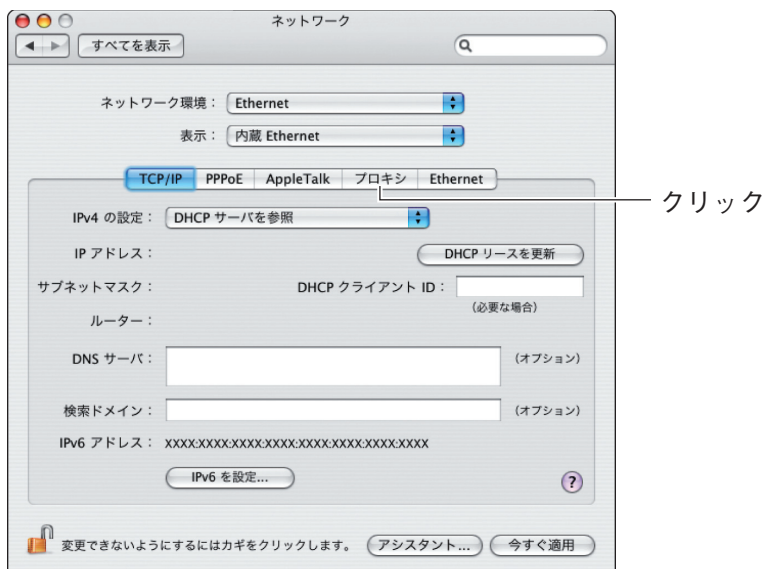 ネットワーク
すべてを表示
ネットワーク環境： Ethernet
表示： 内蔵 Ethernet
TCP/IP PPPoE AppleTalk プロキシ Ethernet
クリック
IPv4 の設定： DHCP サーバを参照
IP アドレス： DHCP リースを更新
サブネットマスク： DHCP クライアント ID：
(必要な場合)
ルーター：
DNS サーバ： (オプション)
検索ドメイン： (オプション)
IPv6 アドレス： XXXX:XXXX:XXXX:XXXX:XXXX:XXXX:XXXX:XXXX
IPv6 を設定... ?
変更できないようにするにはカギをクリックします。 アシスタント... 今すぐ適用